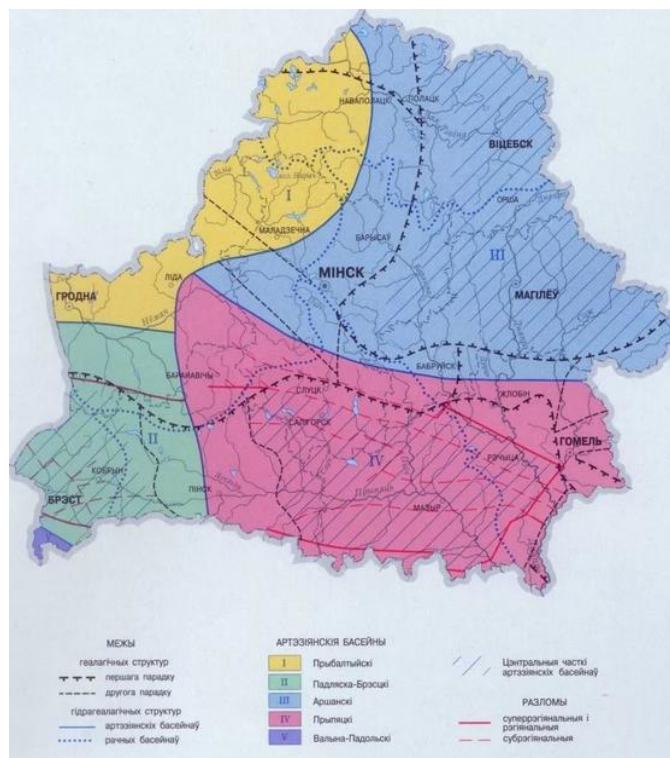 НАВАПОЛАЦК
ПОЛАЦК
ВІЦЕБСК
I
ОРША
МАЛАДЗЕЧНА
БАРЫСАЎ
III
ЛІДА
МІНСК
МАГІЛЕЎ
ГРОДНА
Нёман
БАРАНАВІЧЫ
БАБРУЙСК
СЛУЦК
ЖЛОБІН
САЛІГОРСК
ГОМЕЛЬ
II
IV
РЭЧЫЦА
КОБРЫН
БРЭСТ
ПІНСК
Прыпяць
МАЗЫР
МЕЖЫ
геалагічных структур
першага парадку
другога парадку
гідрагеалагічных структур
артэзіянскіх басейнаў
рачных басейнаў
АРТЭЗІЯНСКІЯ БАСЕЙНЫ
I Прыбалтыйскі
II Падляска-Брэсцкі
III Аршанскі
IV Прыпяцкі
V Валына-Падольскі
Цэнтральныя часткі
артэзіянскіх басейнаў
РАЗЛОМЫ
суперрэгіянальныя і
рэгіянальныя
субрэгіянальныя